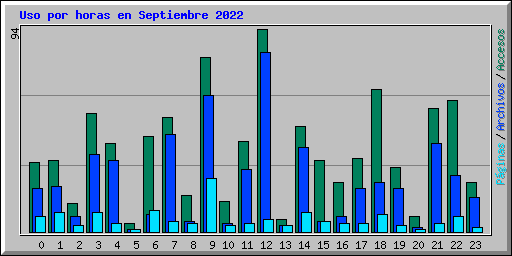 Uso por horas en Septiembre 2022
94
Páginas / Archivos / Accesos
0 1 2 3 4 5 6 7 8 9 10 11 12 13 14 15 16 17 18 19 20 21 22 23